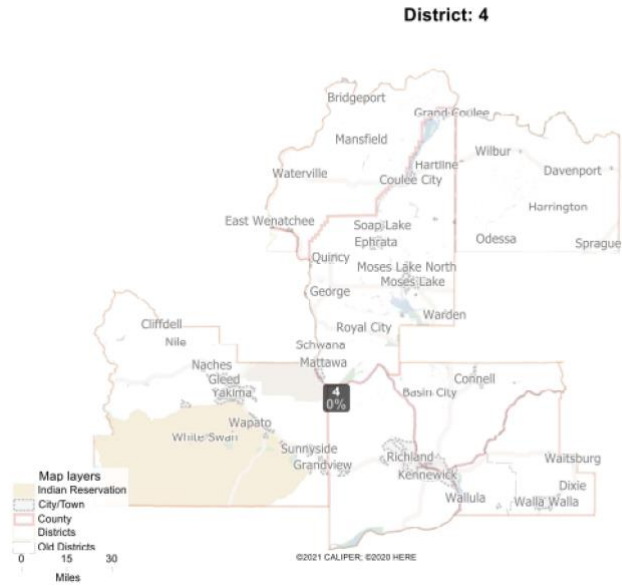 District: 4
Bridgeport
Grand Coulee
Mansfield
Wilbur
Hartline
Davenport
Waterville
Coulee City
Harrington
East Wenatchee
Soap Lake
Ephrata
Odessa
Sprague
Quincy
Moses Lake North
Moses Lake
George
Warden
Cliffdell
Royal City
Nile
Schwana
Mattawa
Naches
Gleed
Connell
4
0%
Basin City
Yakima
Wapato
White Swan
Sunnyside
Grandview
Richland
Waitsburg
Kennewick
Dixie
Wallula
Walla Walla
Map layers
Indian Reservation
City/Town
County
Districts
Old Districts
0 15 30
Miles
©2021 CALIPER; ©2020 HERE